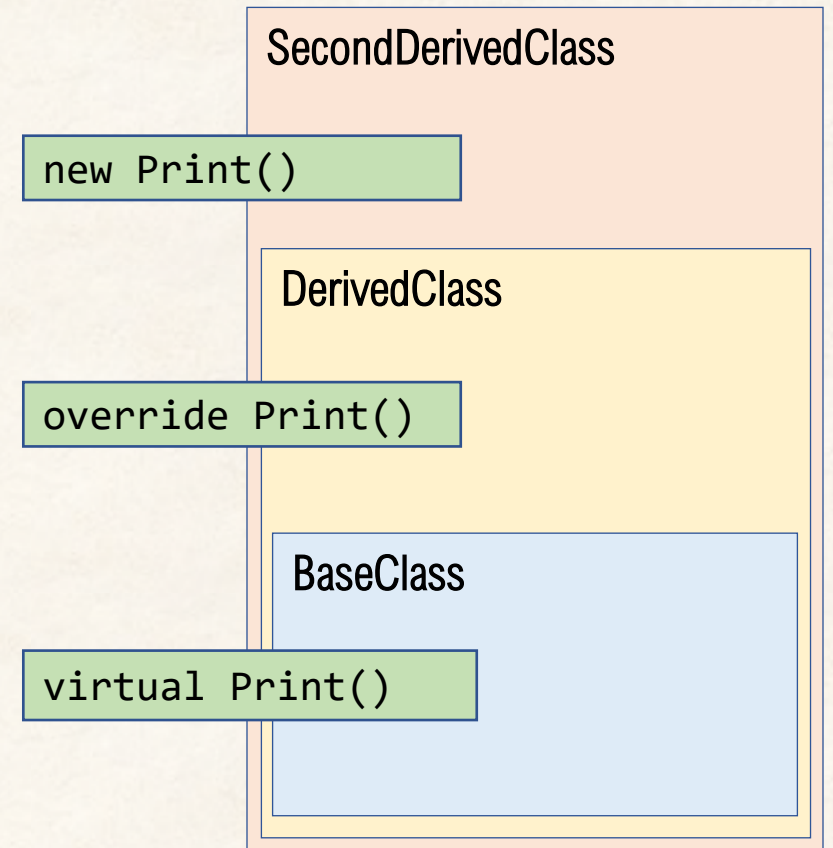 SecondDerivedClass
new Print()
DerivedClass
override Print()
BaseClass
virtual Print()